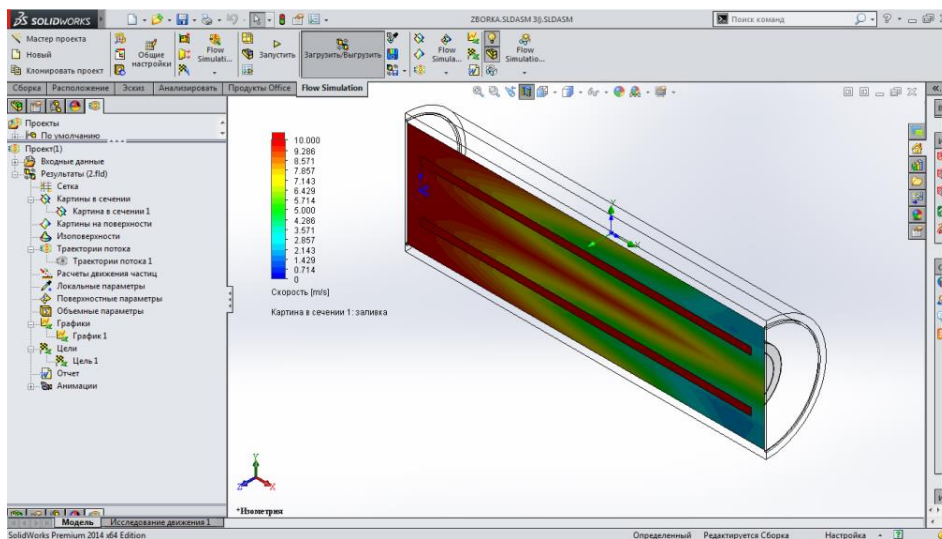 SOLIDWORKS
ZBORKA.SLDASM 3}.SLDASM
Поиск команд
Мастер проекта
Новый
Клонировать проект
Общие настройки
Flow Simulati...
Запустить
Загрузить/Выгрузить
Flow Simula...
Flow Simulatio...
Сборка Расположение Эскиз Анализировать Продукты Office Flow Simulation
Проекты
По умолчанию
Проект(1)
Входные данные
Результаты (2.fld)
Сетка
Картины в сечении
Картина в сечении 1
Картины на поверхности
Изоповерхности
Траектории потока
Траектории потока 1
Расчеты движения частиц
Локальные параметры
Поверхностные параметры
Объемные параметры
Графики
График 1
Цели
Цель 1
Отчет
Анимации
10.000
9.286
8.571
7.857
7.143
6.429
5.714
5.000
4.286
3.571
2.857
2.143
1.429
0.714
0
Скорость [m/s]
Картина в сечении 1: заливка
Y
X
Y
Z
X
*Изометрия
Модель Исследование движения 1
SolidWorks Premium 2014 x64 Edition
Определенный Редактируется Сборка Настройка